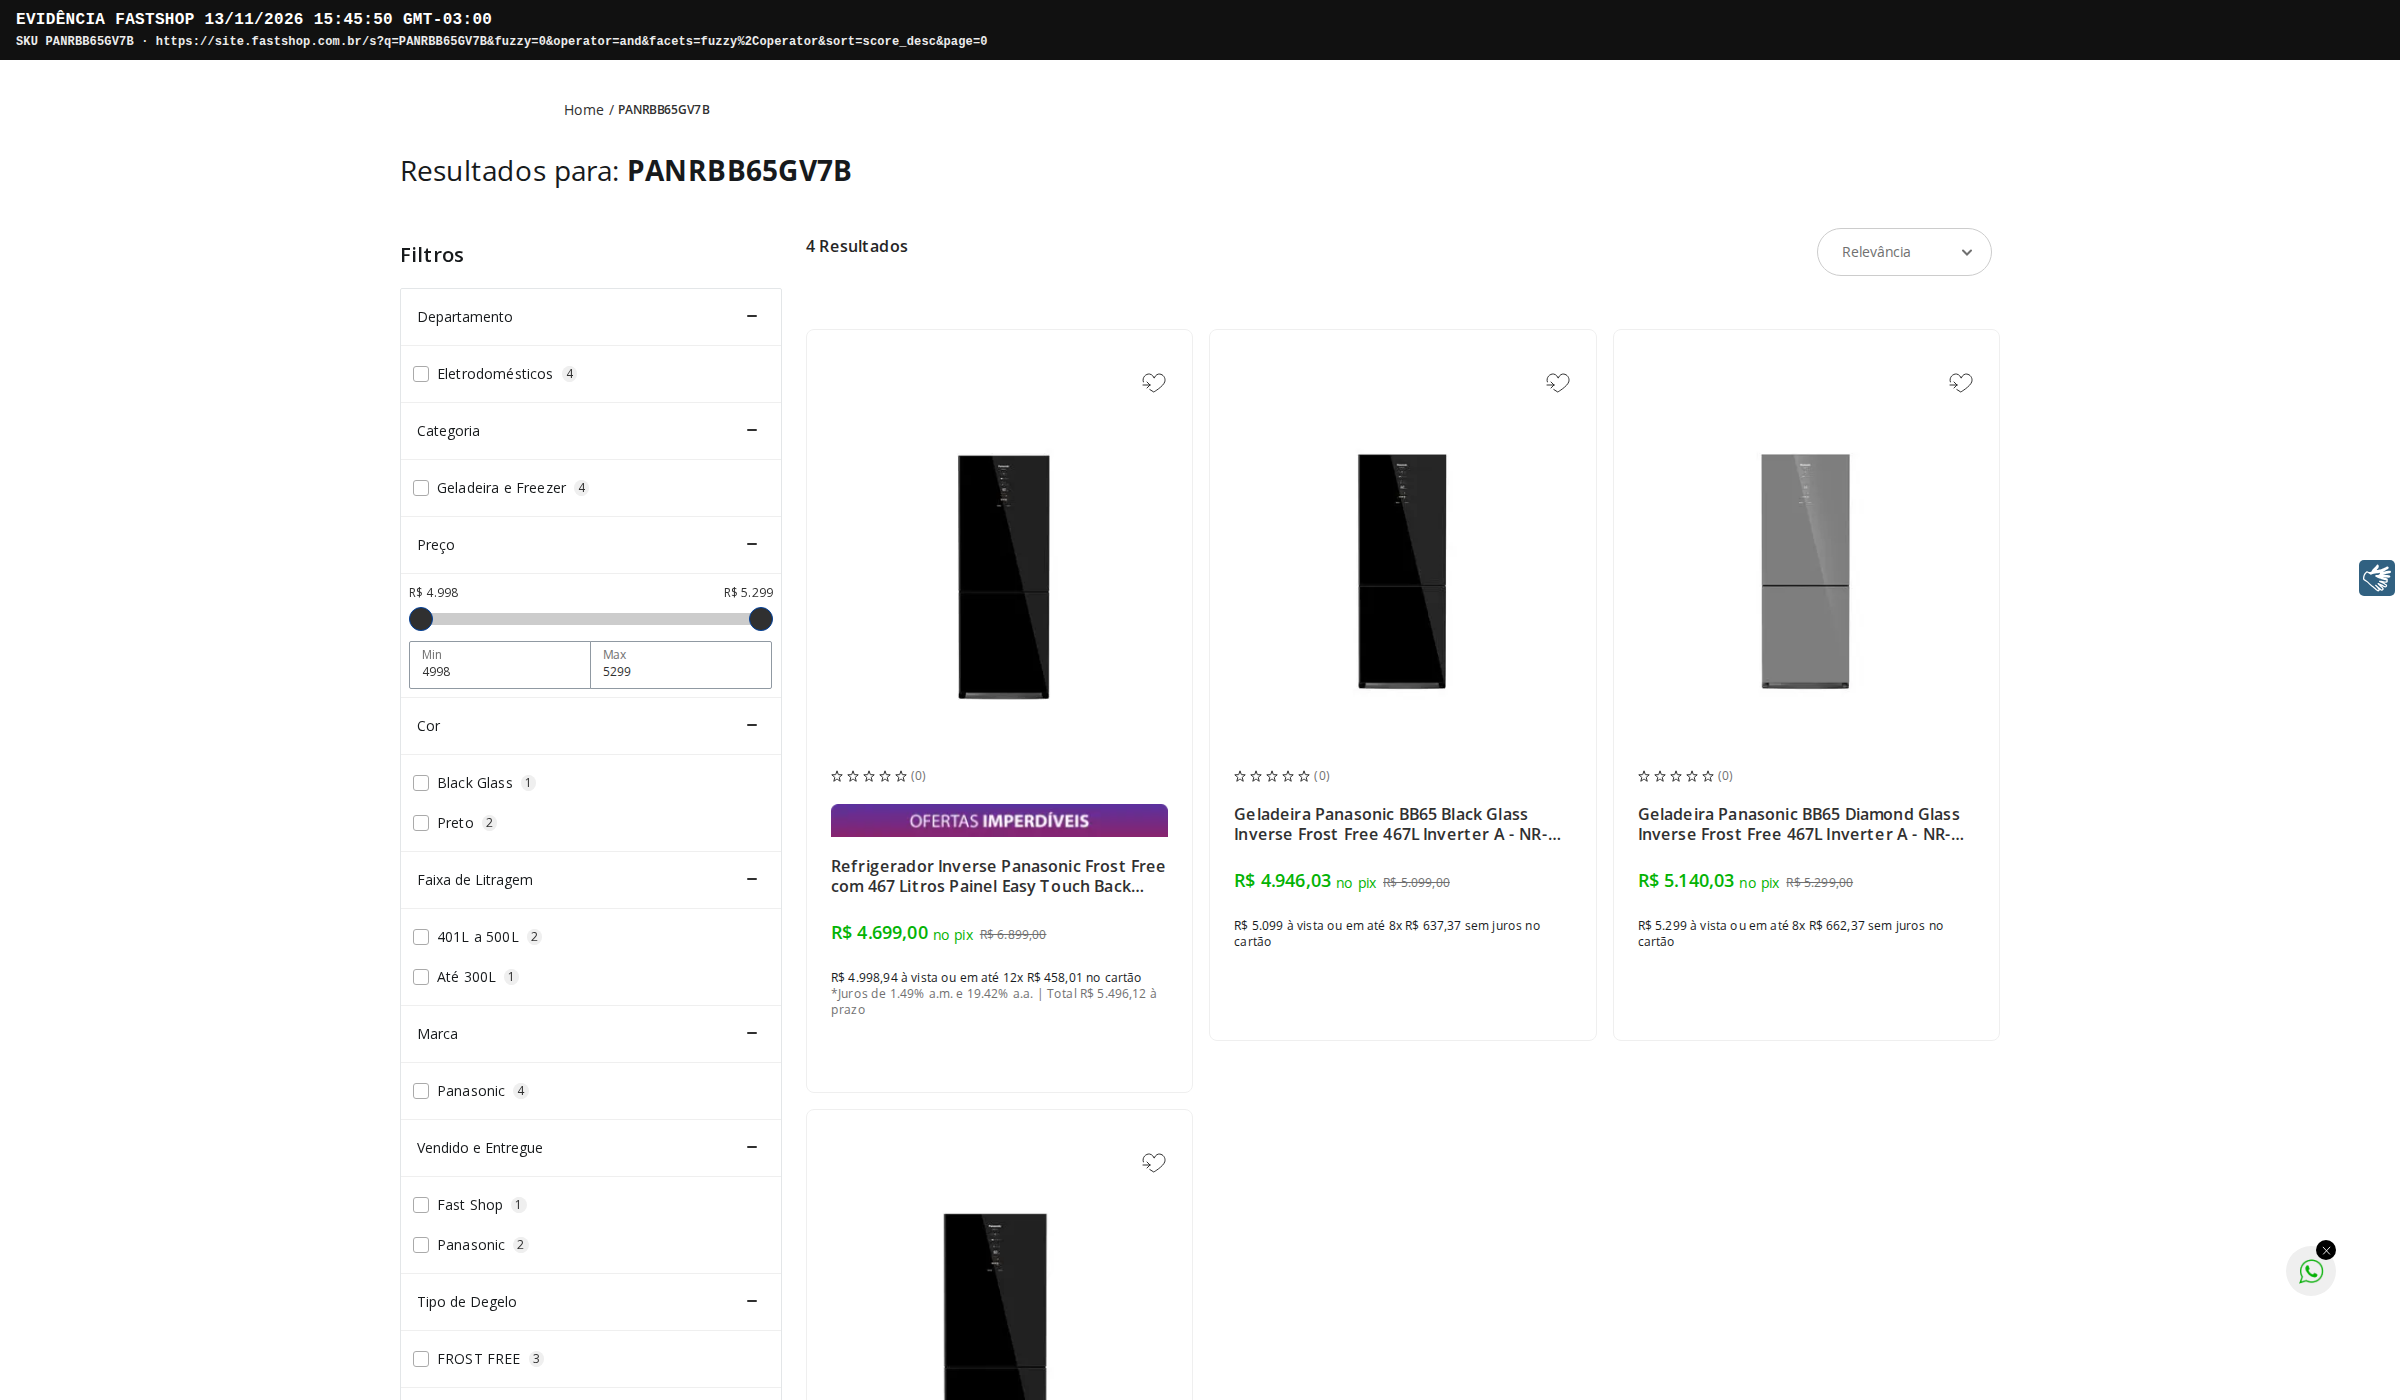 EVIDÊNCIA FASTSHOP 13/11/2026 15:45:50 GMT-03:00
SKU PANRBB65GV7B · https://site.fastshop.com.br/s?q=PANRBB65GV7B&fuzzy=0&operator=and&facets=fuzzy%2Coperator&sort=score_desc&page=0
Home / PANRBB65GV7B
Resultados para: PANRBB65GV7B
Filtros
4 Resultados
Relevância
Departamento
Eletrodomésticos 4
Categoria
Geladeira e Freezer 4
Preço
R$ 4.998 R$ 5.299
Min Max
4998 5299
Cor
Black Glass 1
Preto 2
Faixa de Litragem
401L a 500L 2
Até 300L 1
Marca
Panasonic 4
Vendido e Entregue
Fast Shop 1
Panasonic 2
Tipo de Degelo
FROST FREE 3
(0)
OFERTAS IMPERDÍVEIS
Refrigerador Inverse Panasonic Frost Free
com 467 Litros Painel Easy Touch Back...
R$ 4.699,00 no pix R$ 6.899,00
R$ 4.998,94 à vista ou em até 12x R$ 458,01 no cartão
*Juros de 1.49% a.m. e 19.42% a.a. | Total R$ 5.496,12 à
prazo
(0)
Geladeira Panasonic BB65 Black Glass
Inverse Frost Free 467L Inverter A - NR-...
R$ 4.946,03 no pix R$ 5.099,00
R$ 5.099 à vista ou em até 8x R$ 637,37 sem juros no
cartão
(0)
Geladeira Panasonic BB65 Diamond Glass
Inverse Frost Free 467L Inverter A - NR-...
R$ 5.140,03 no pix R$ 5.299,00
R$ 5.299 à vista ou em até 8x R$ 662,37 sem juros no
cartão